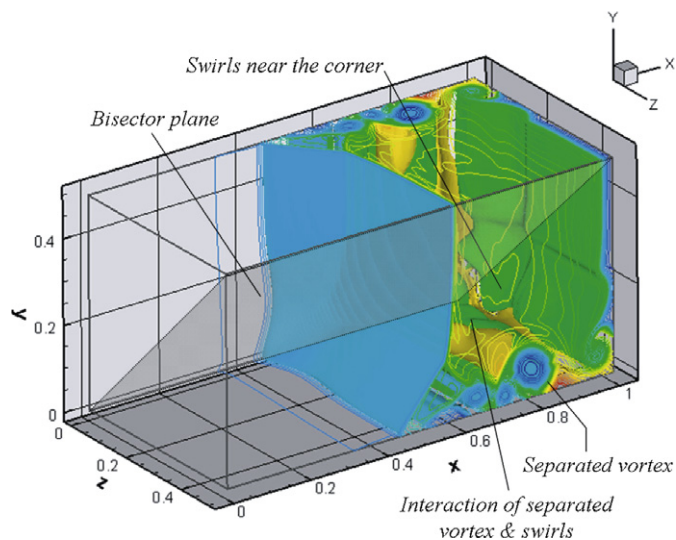 Y
X
Z
Swirls near the corner
Bisector plane
0.4
0.2
0
y
0
0.2
0.4
z
0
0.2
0.4
0.6
0.8
1
x
Separated vortex
Interaction of separated
vortex & swirls